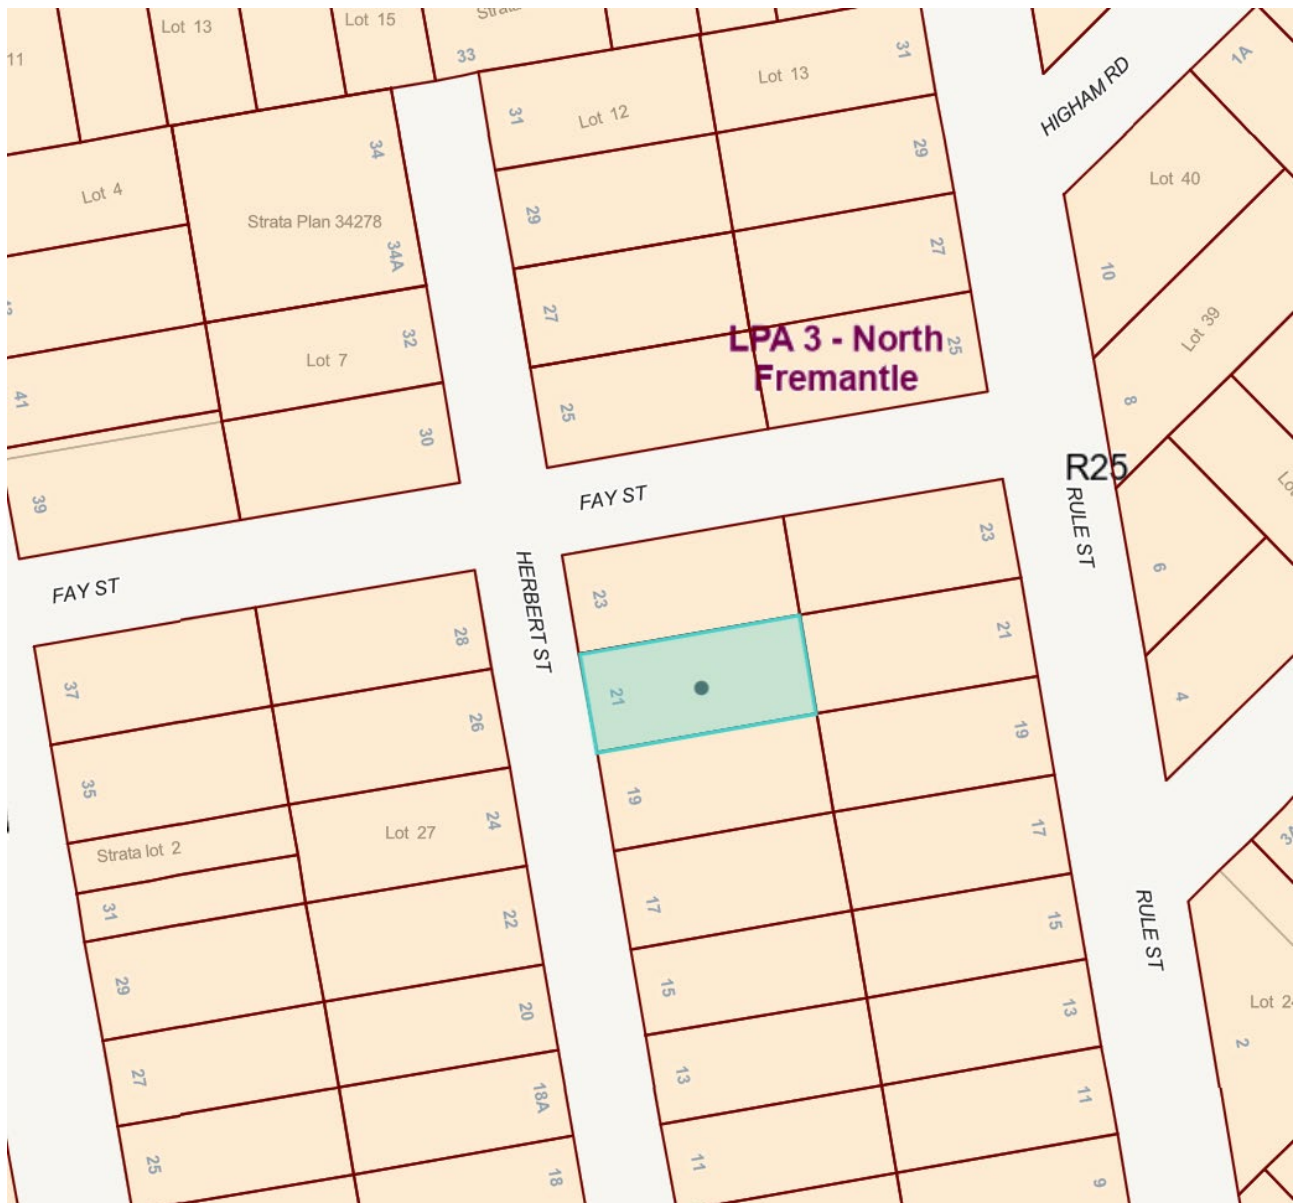 Lot 13
Lot 15
Strata
11
33
31
Lot 12
Lot 13
31
HIGHAM RD
1A
34
Lot 4
Strata Plan 34278
34A
29
29
Lot 40
27
27
10
32
Lot 7
LPA 3 - North
Fremantle
25
Lot 39
41
25
8
30
R25
39
FAY ST
RULE ST
23
6
FAY ST
HERBERT ST
23
28
21
37
21
4
26
19
35
19
24
Lot 27
17
Strata lot 2
31
17
22
15
RULE ST
29
15
20
13
Lot 24
2
27
13
18A
11
25
11
18
9